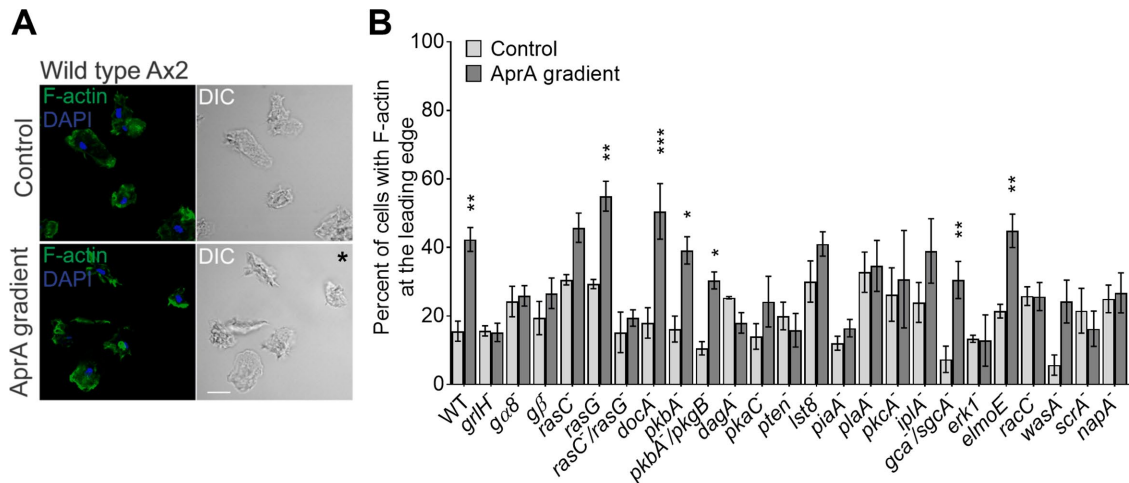 A
Wild type Ax2
F-actin
DAPI
DIC
Control
F-actin
DAPI
DIC
*
AprA gradient
B
Percent of cells with F-actin
at the leading edge
100
80
60
40
20
0
Control
AprA gradient
**
**
***
*
*
**
**
WT
grlH⁻
gα8⁻
gβ⁻
rasC⁻
rasG⁻
rasC⁻/rasG⁻
docA⁻
pkbA⁻
pkbA⁻/pkgB⁻
dagA⁻
pkaC⁻
pten⁻
lst8⁻
piaA⁻
plaA⁻
pkcA⁻
iplA⁻
gca⁻/sgcA⁻
erk1⁻
elmoE⁻
racC⁻
wasA⁻
scrA⁻
napA⁻